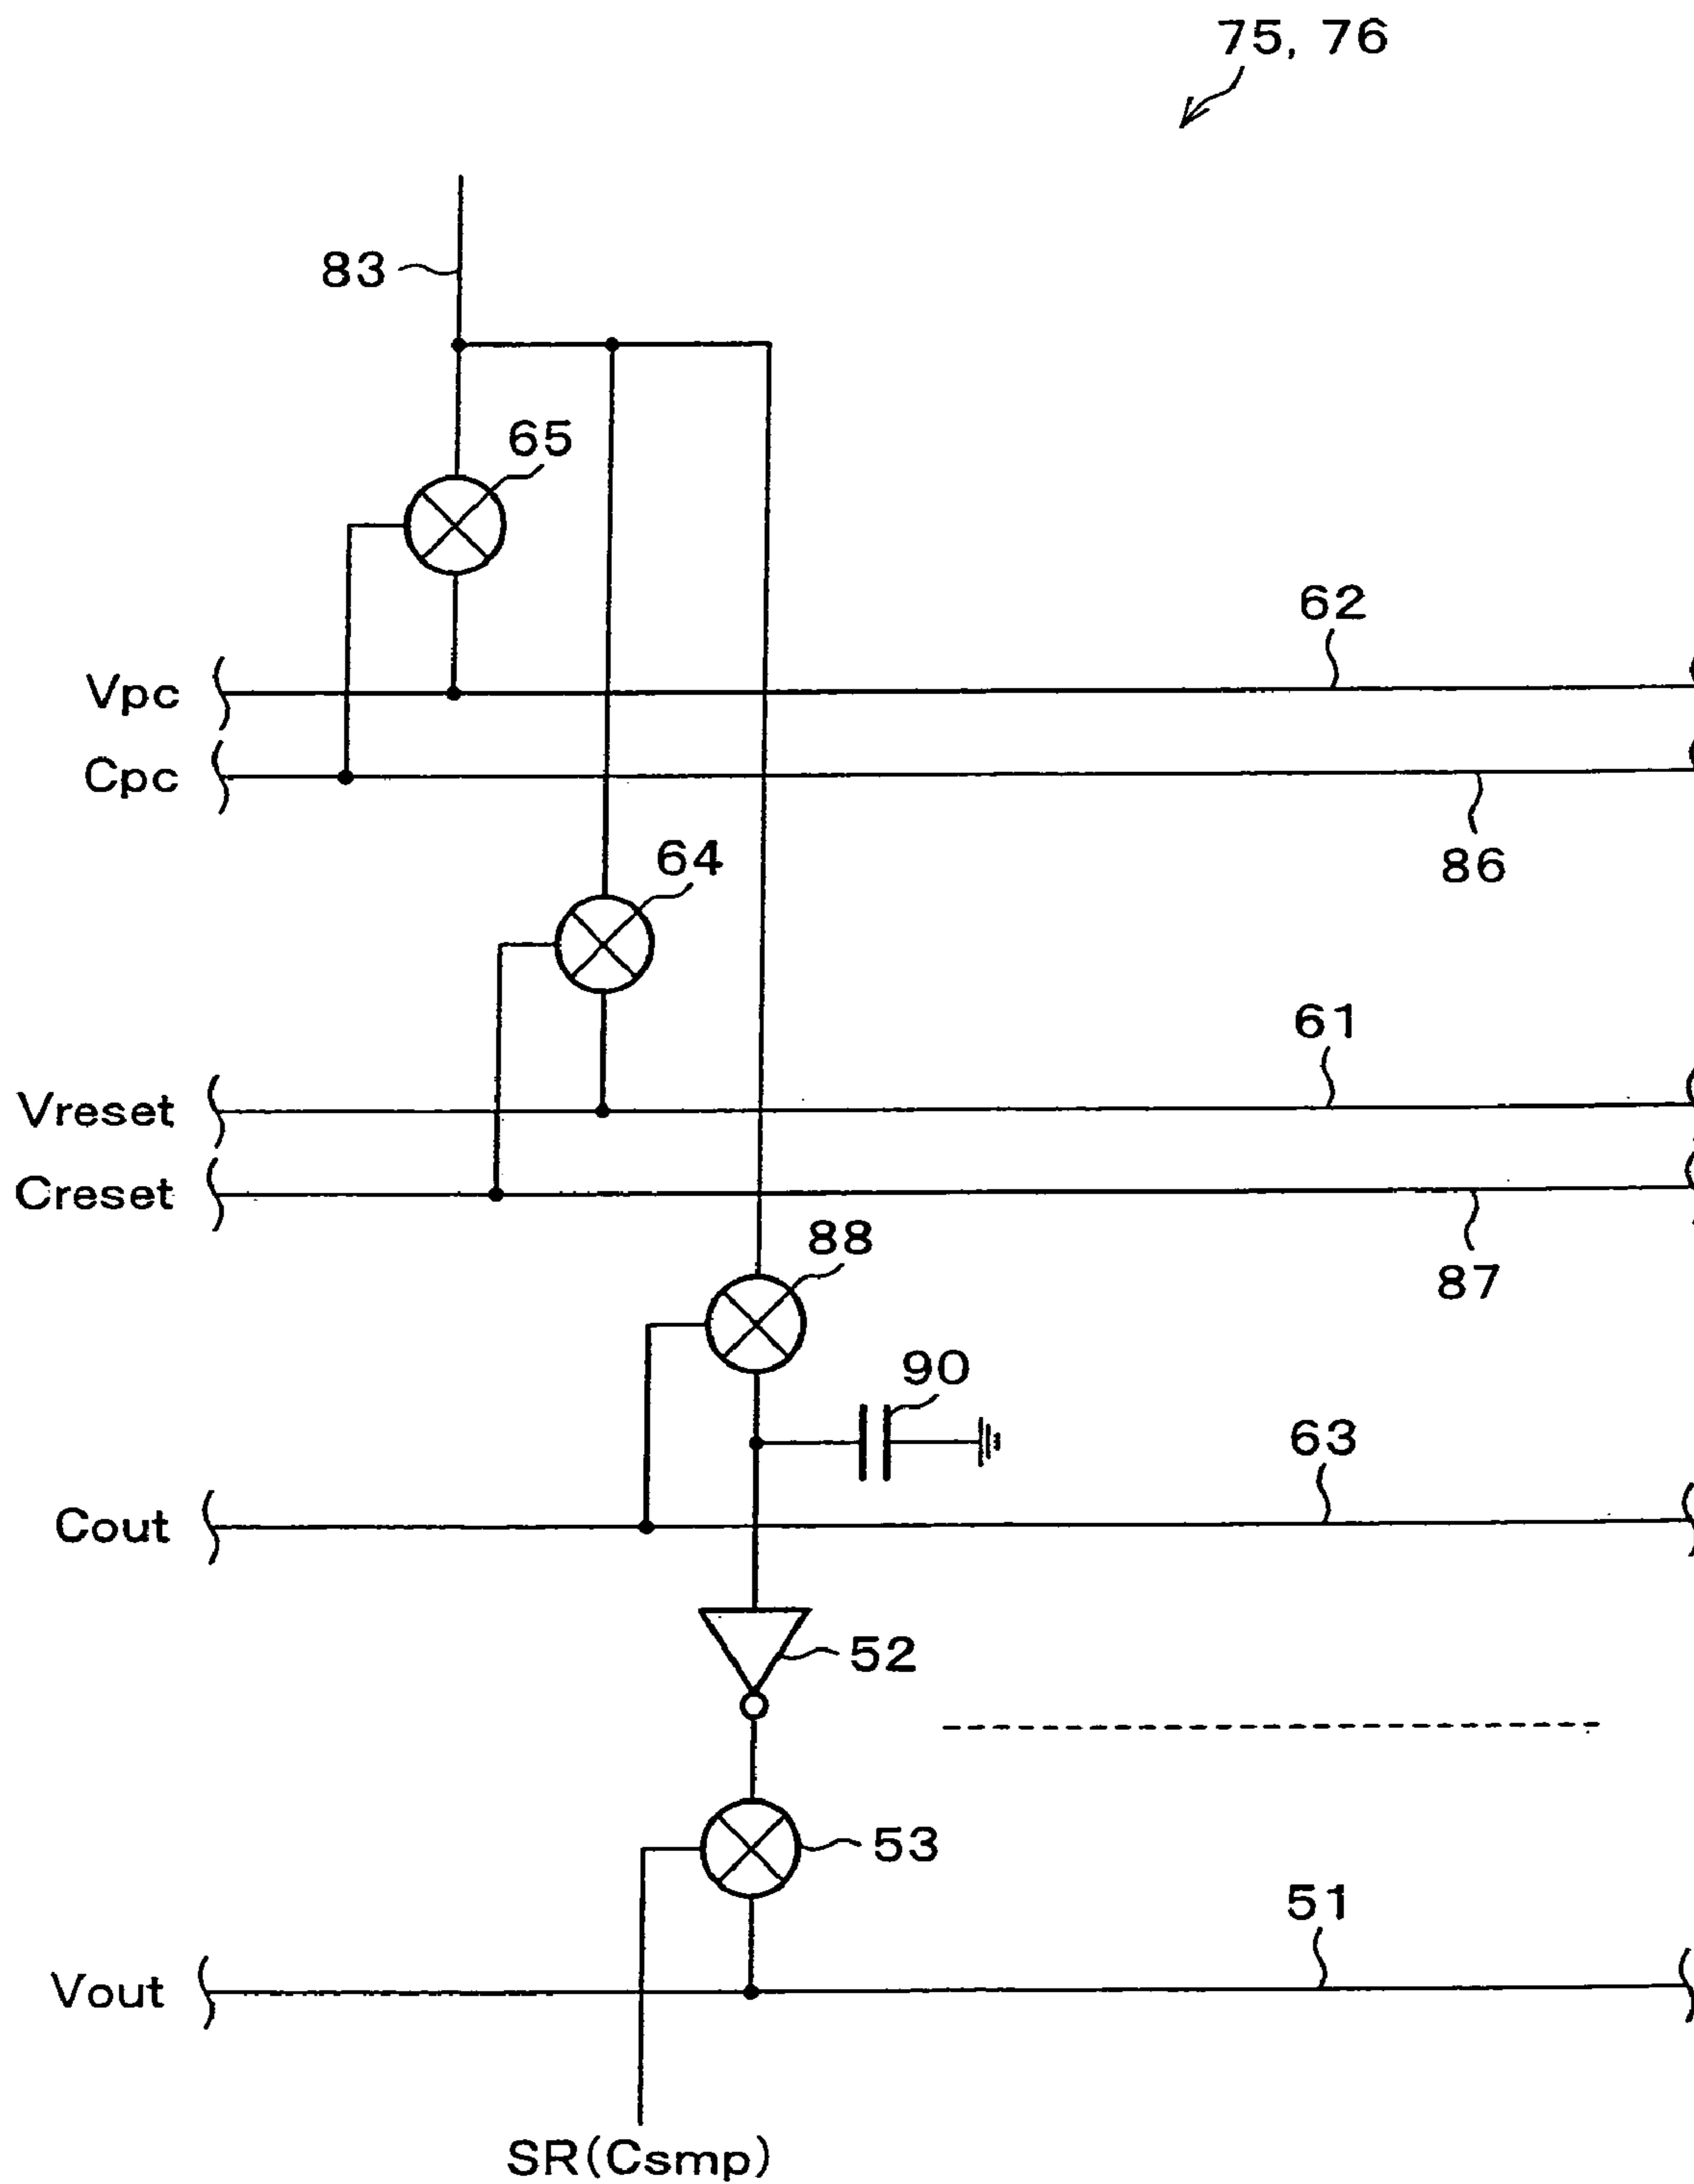 75, 76
83
65
62
Vpc
Cpc
64
86
61
Vreset
Creset
88
87
90
63
Cout
52
53
51
Vout
SR(Csmp)